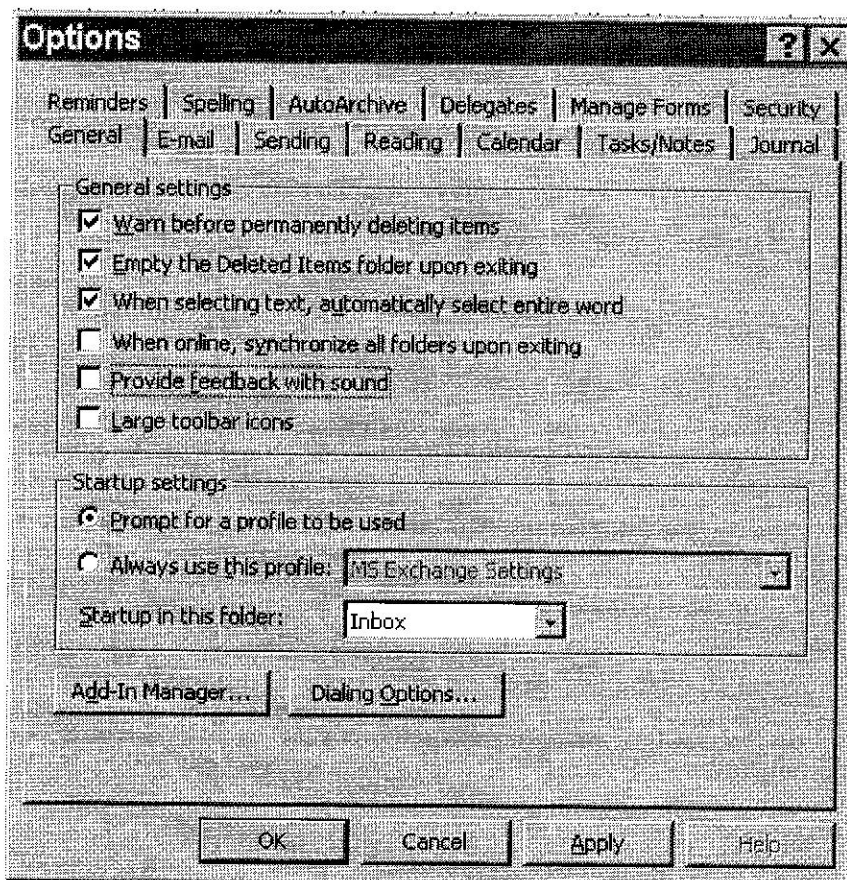 Options
Reminders Spelling AutoArchive Delegates Manage Forms Security
General E-mail Sending Reading Calendar Tasks/Notes Journal
General settings
Warn before permanently deleting items
Empty the Deleted Items folder upon exiting
When selecting text, automatically select entire word
When online, synchronize all folders upon exiting
Provide feedback with sound
Large toolbar icons
Startup settings
Prompt for a profile to be used
Always use this profile: MS Exchange Settings
Startup in this folder: Inbox
Add-In Manager... Dialing Options...
OK Cancel Apply Help